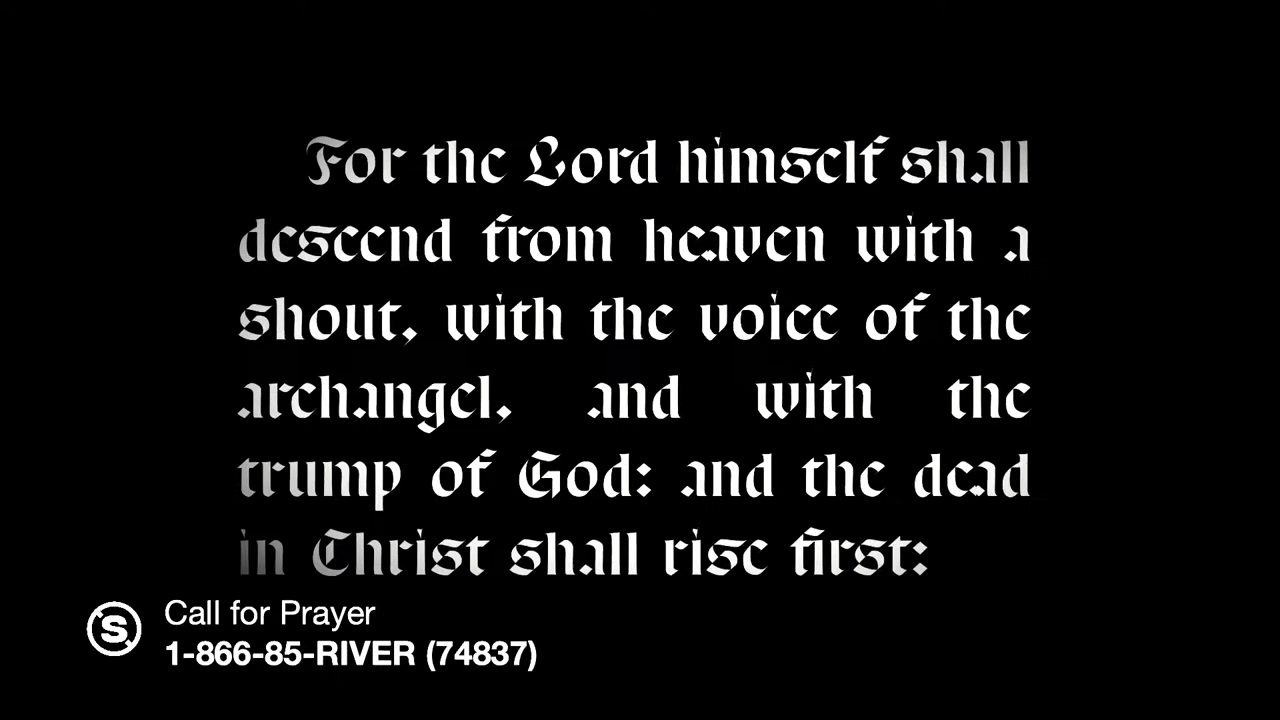 For the Lord himself shall
descend from heaven with a
shout, with the voice of the
archangel, and with the
trump of God: and the dead
in Christ shall rise first:
S
Call for Prayer
1-866-85-RIVER (74837)